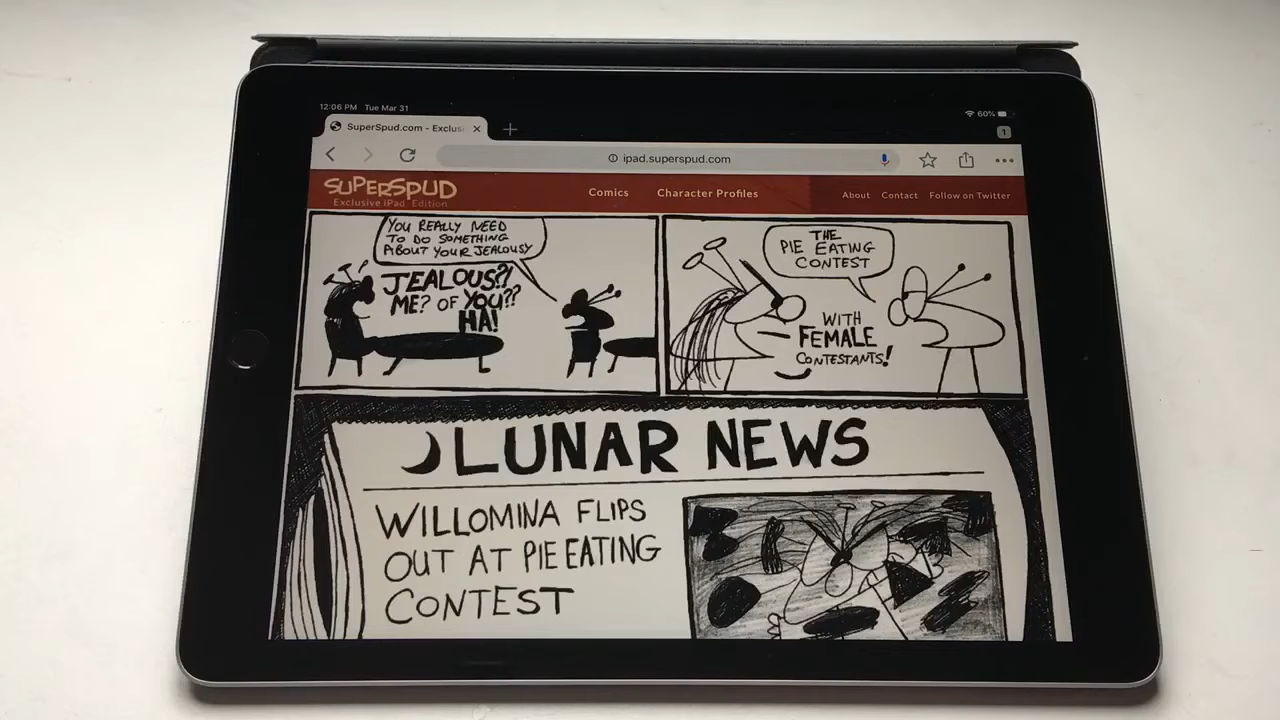 12:06 PM Tue Mar 31
60%
SuperSpud.com - Exclusi
1
ipad.superspud.com
SUPERSPUD
Exclusive iPad Edition
Comics Character Profiles About Contact Follow on Twitter
YOU REALLY NEED
TO DO SOMETHING
ABOUT YOUR JEALOUSY
JEALOUS?!
ME? OF YOU??
HA!
THE
PIE EATING
CONTEST
WITH
FEMALE
CONTESTANTS!
LUNAR NEWS
WILLOMINA FLIPS
OUT AT PIE EATING
CONTEST